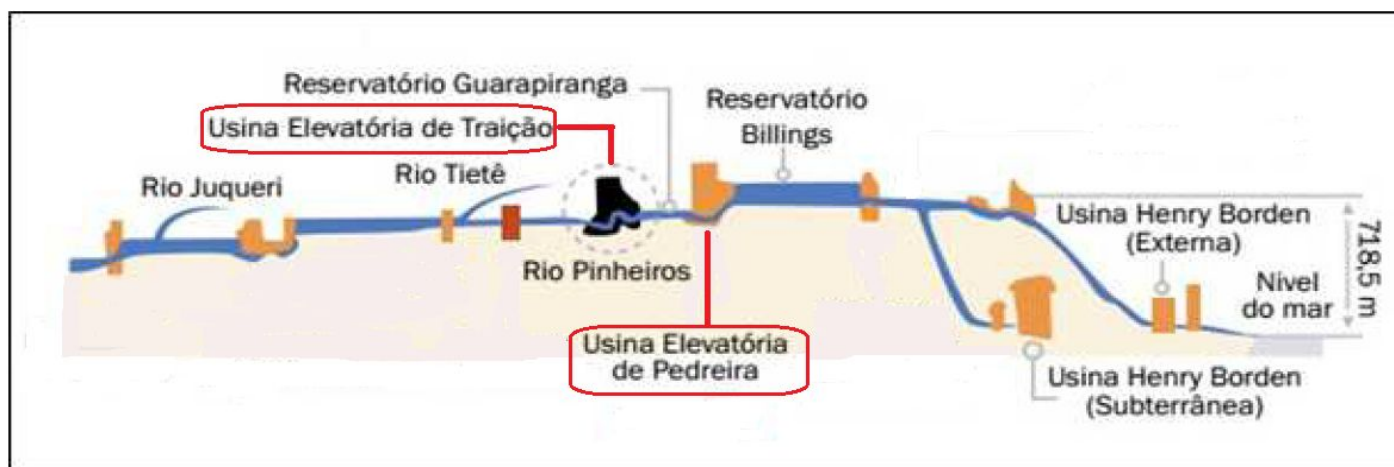 Reservatório Guarapiranga
Usina Elevatória de Traição
Reservatório
Billings
Rio Juqueri
Rio Tietê
Rio Pinheiros
Usina Elevatória
de Pedreira
Usina Henry Borden
(Externa)
Nivel
do mar
718,5 m
Usina Henry Borden
(Subterrânea)